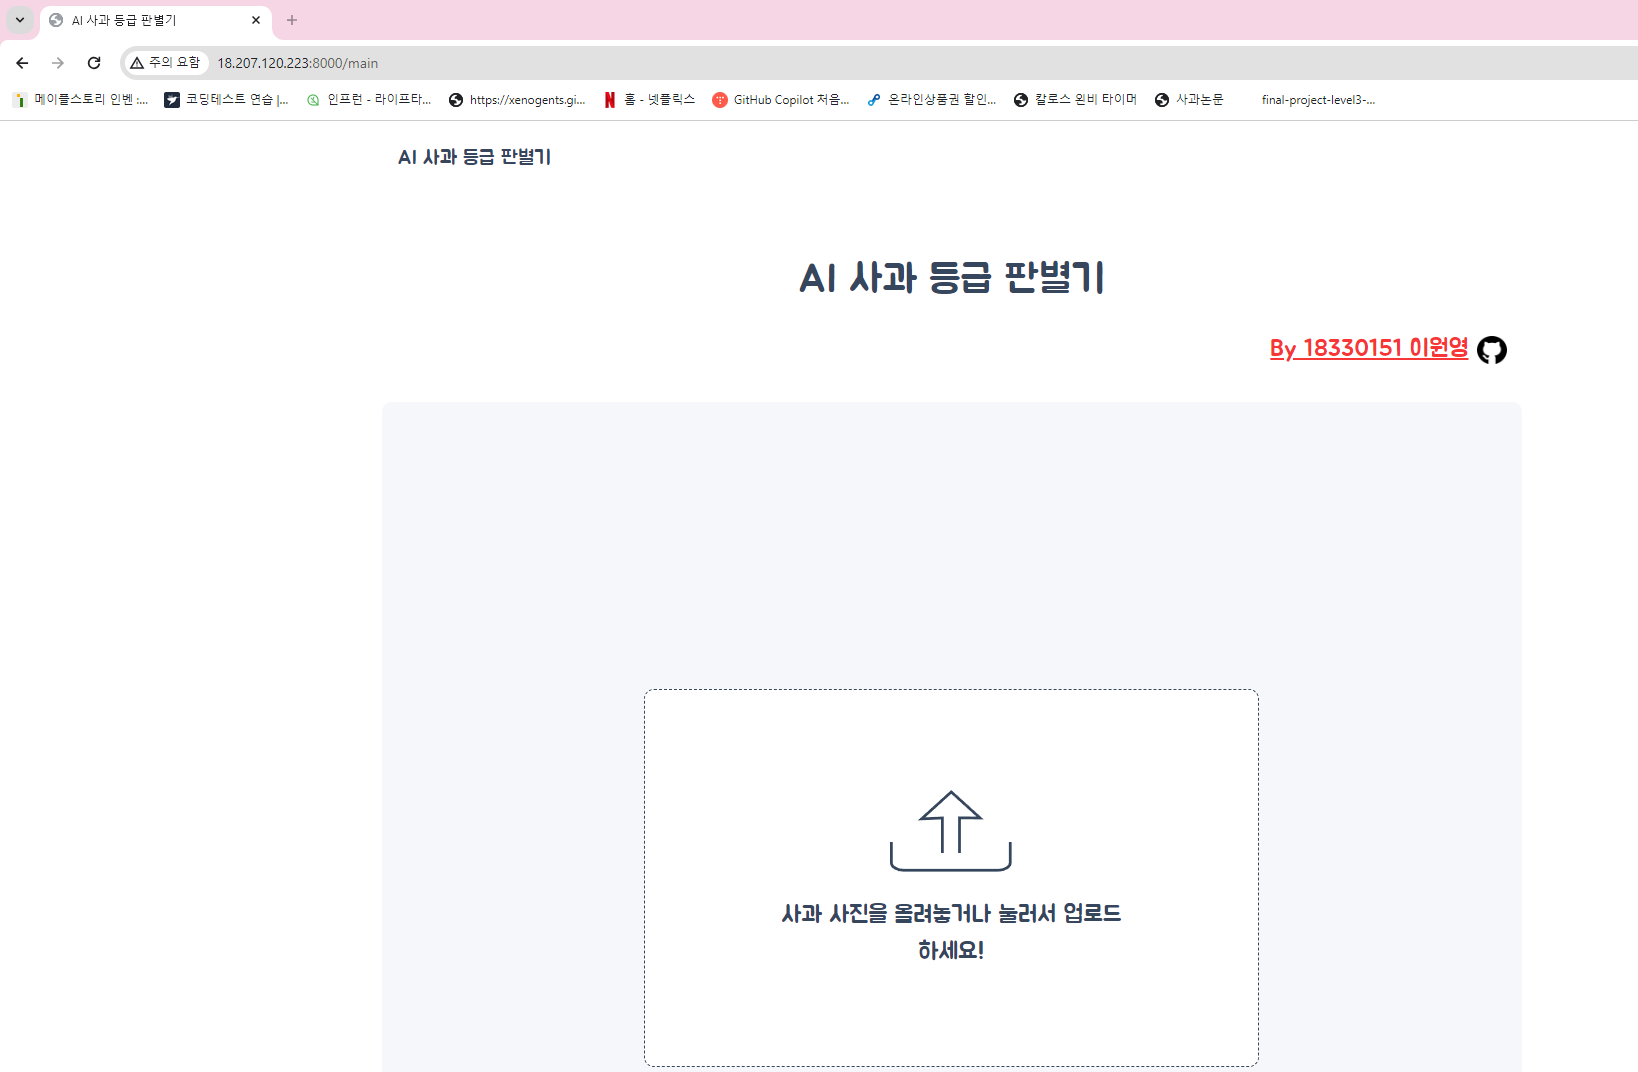 AI 사과 등급 판별기
주의 요함 18.207.120.223:8000/main
메이플스토리 인벤 :... 코딩테스트 연습 |... 인프런 - 라이프타... https://xenogents.gi... 홈 - 넷플릭스 GitHub Copilot 처음... 온라인상품권 할인... 칼로스 윈비 타이머 사과논문 final-project-level3-...
AI 사과 등급 판별기
AI 사과 등급 판별기
By 18330151 이원영
사과 사진을 올려놓거나 눌러서 업로드
하세요!